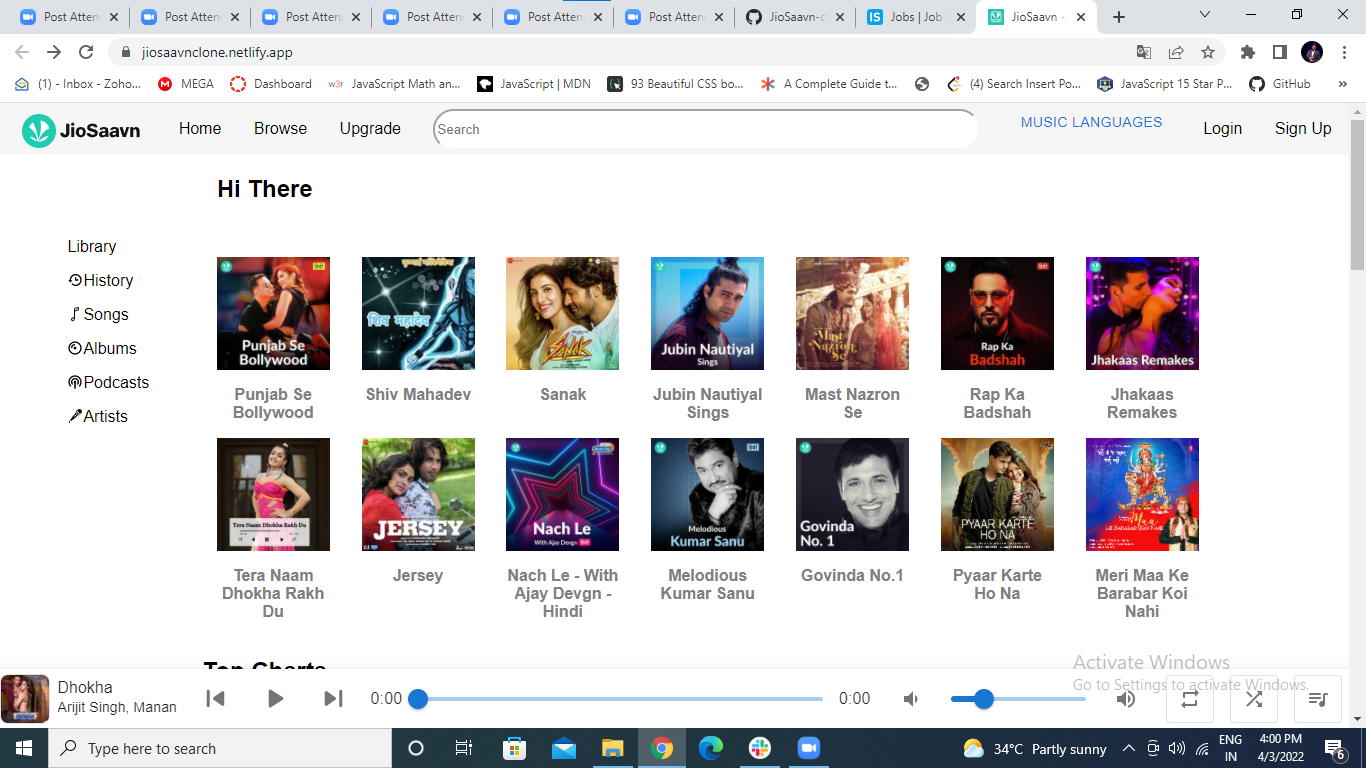 Post Atten
Post Atten
Post Atten
Post Atten
Post Atten
Post Atten
JioSaavn-c
Jobs | Job
JioSaavn -
jiosaavnclone.netlify.app
(1) - Inbox - Zoho...
MEGA
Dashboard
w3r
JavaScript Math an...
JavaScript | MDN
93 Beautiful CSS bo...
A Complete Guide t...
(4) Search Insert Po...
JavaScript 15 Star P...
GitHub
»
JioSaavn
Home
Browse
Upgrade
Search
MUSIC LANGUAGES
Login
Sign Up
Hi There
Library
History
Songs
Albums
Podcasts
Artists
हिन्दी
Punjab Se
Bollywood
शिव महादेव
SANAK
Jubin Nautiyal
Sings
Mast
Nazron
Se
Rap Ka
Badshah
Jhakaas Remakes
Punjab Se
Bollywood
Shiv Mahadev
Sanak
Jubin Nautiyal
Sings
Mast Nazron
Se
Rap Ka
Badshah
Jhakaas
Remakes
Tera Naam Dhokha Rakh Du
JERSEY
Nach Le
With Ajay Devgn
Melodious
Kumar Sanu
Govinda
No. 1
PYAAR KARTE
HO NA
Tera Naam
Dhokha Rakh
Du
Jersey
Nach Le - With
Ajay Devgn -
Hindi
Melodious
Kumar Sanu
Govinda No.1
Pyaar Karte
Ho Na
Meri Maa Ke
Barabar Koi
Nahi
Top Charts
Activate Windows
Go to Settings to activate Windows.
Dhokha
Arijit Singh, Manan
0:00
0:00
Type here to search
34°C Partly sunny
ENG
IN
4:00 PM
4/3/2022
6